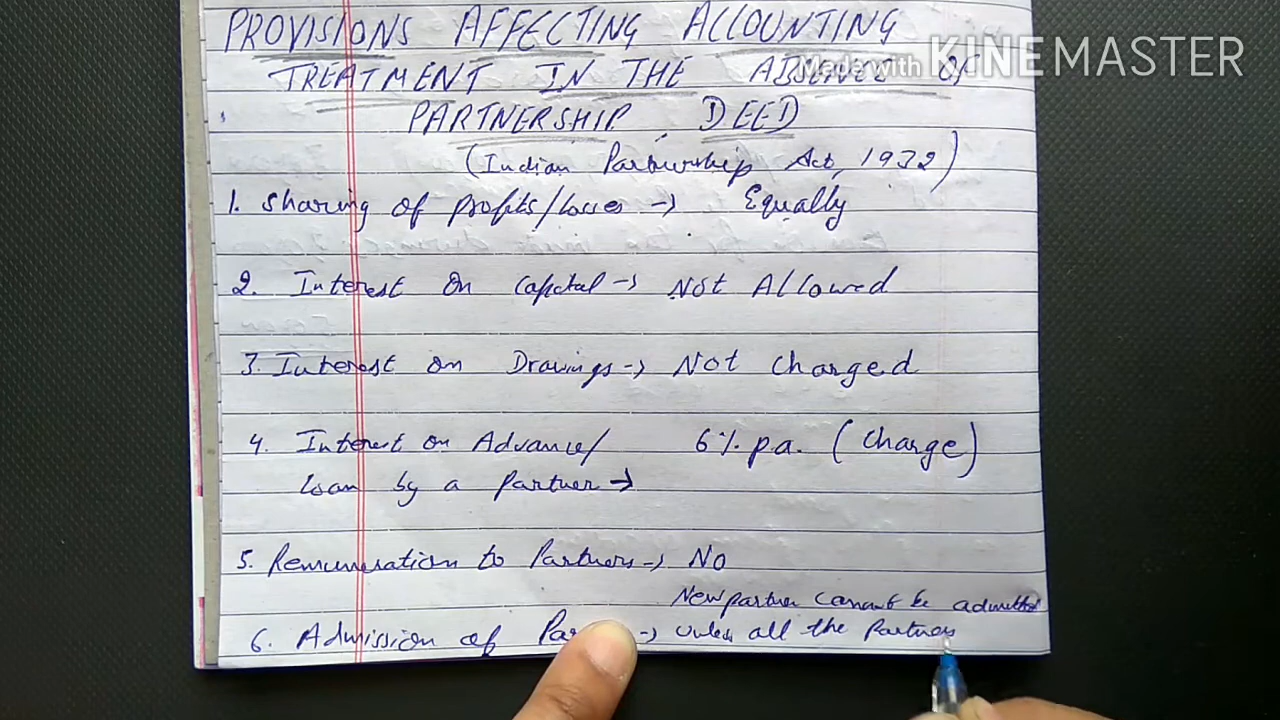 PROVISIONS AFFECTING ACCOUNTING
TREATMENT IN THE ABSENCE OF
Made with KINEMASTER
PARTNERSHIP DEED
(Indian Partnership Act, 1932)
1. Sharing of Profits/Losses → Equally
2. Interest on Capital → Not Allowed
3. Interest on Drawings → Not Charged
4. Interest on Advance/ 6% p.a. (Charge)
Loan by a Partner →
5. Remuneration to Partners → No
New partner cannot be admitted
6. Admission of Par → unless all the Partners